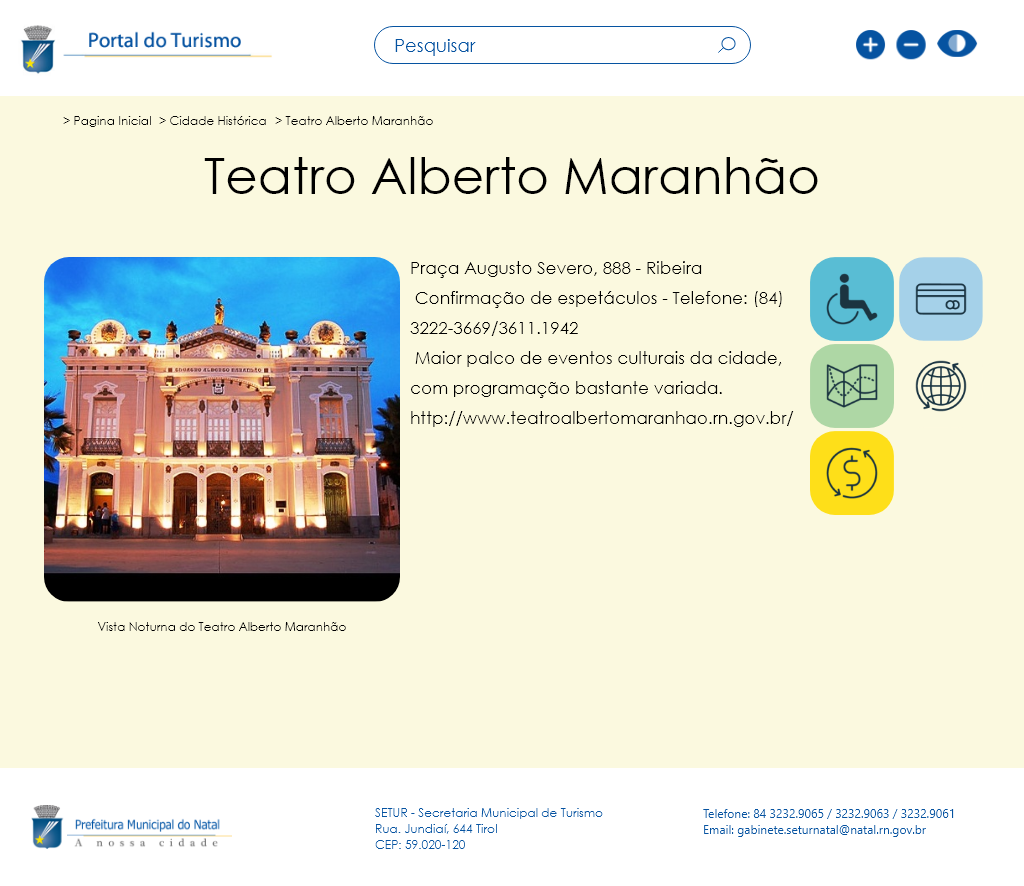 Portal do Turismo
Pesquisar
> Pagina Inicial > Cidade Histórica > Teatro Alberto Maranhão
Teatro Alberto Maranhão
Praça Augusto Severo, 888 - Ribeira
Confirmação de espetáculos - Telefone: (84)
3222-3669/3611.1942
Maior palco de eventos culturais da cidade,
com programação bastante variada.
http://www.teatroalbertomaranhao.rn.gov.br/
Vista Noturna do Teatro Alberto Maranhão
Prefeitura Municipal do Natal
A nossa cidade
SETUR - Secretaria Municipal de Turismo
Rua. Jundiaí, 644 Tirol
CEP: 59.020-120
Telefone: 84 3232.9065 / 3232.9063 / 3232.9061
Email: gabinete.seturnatal@natal.rn.gov.br